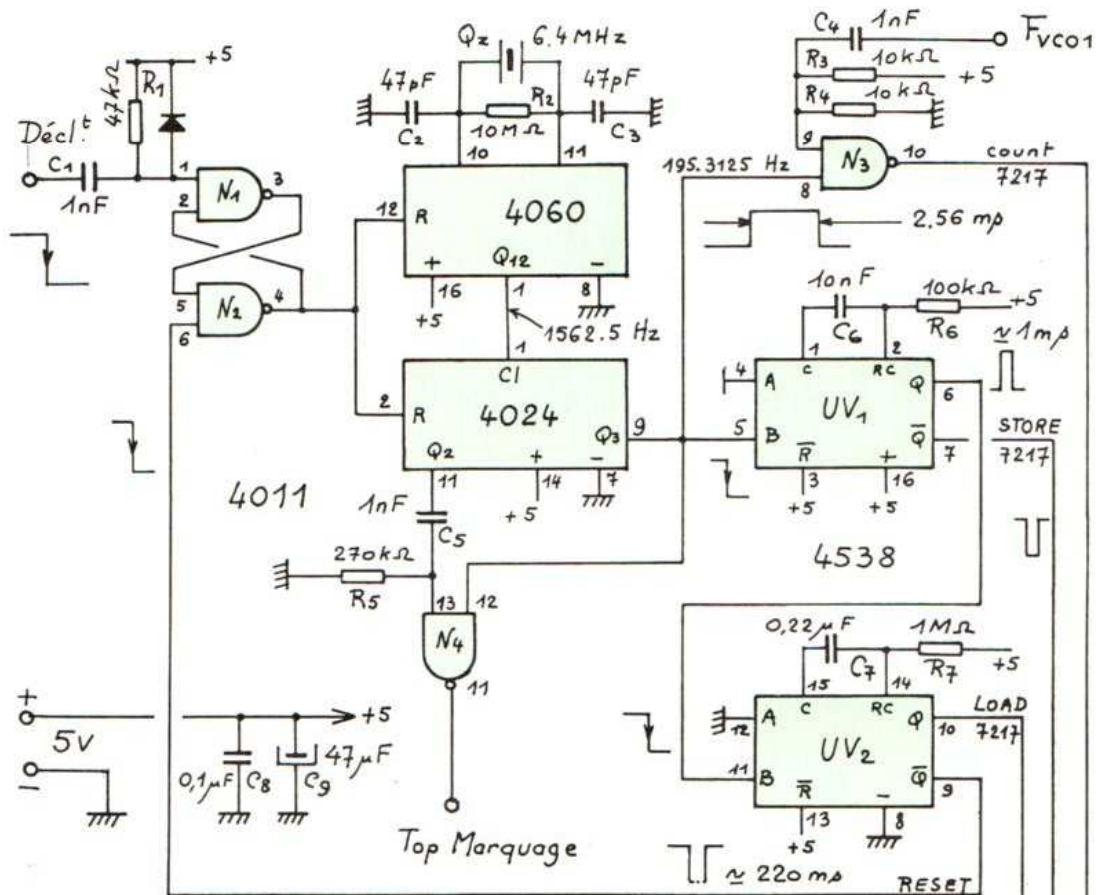 Décl.t
C1
1nF
47kΩ
R1
+5
1
2
N1
3
5
6
N2
4
Qz
6.4MHz
47pF
C2
R2
10MΩ
47pF
C3
10
11
12
R
4060
+
Q12
-
16
+5
1
8
1562.5 Hz
1
Cl
2
R
4024
Q3
9
Q2
+
-
11
14
7
+5
4011
1nF
C5
270kΩ
R5
13
12
N4
11
Top Marquage
C4
1nF
FVCO1
R3
10kΩ
+5
R4
10kΩ
9
N3
10
count
7217
195.3125 Hz
8
2,56 ms
10nF
C6
100kΩ
R6
+5
≃ 1ms
1
2
4
A
C
RC
Q
6
UV1
5
B
R
+
Q
7
STORE
7217
3
16
+5
+5
4538
0,22µF
C7
1MΩ
R7
+5
15
14
12
A
C
RC
Q
10
LOAD
7217
UV2
11
B
R
-
Q
9
13
8
+5
≃ 220ms
RESET
+
5V
-
+5
0,1µF
C8
47µF
C9